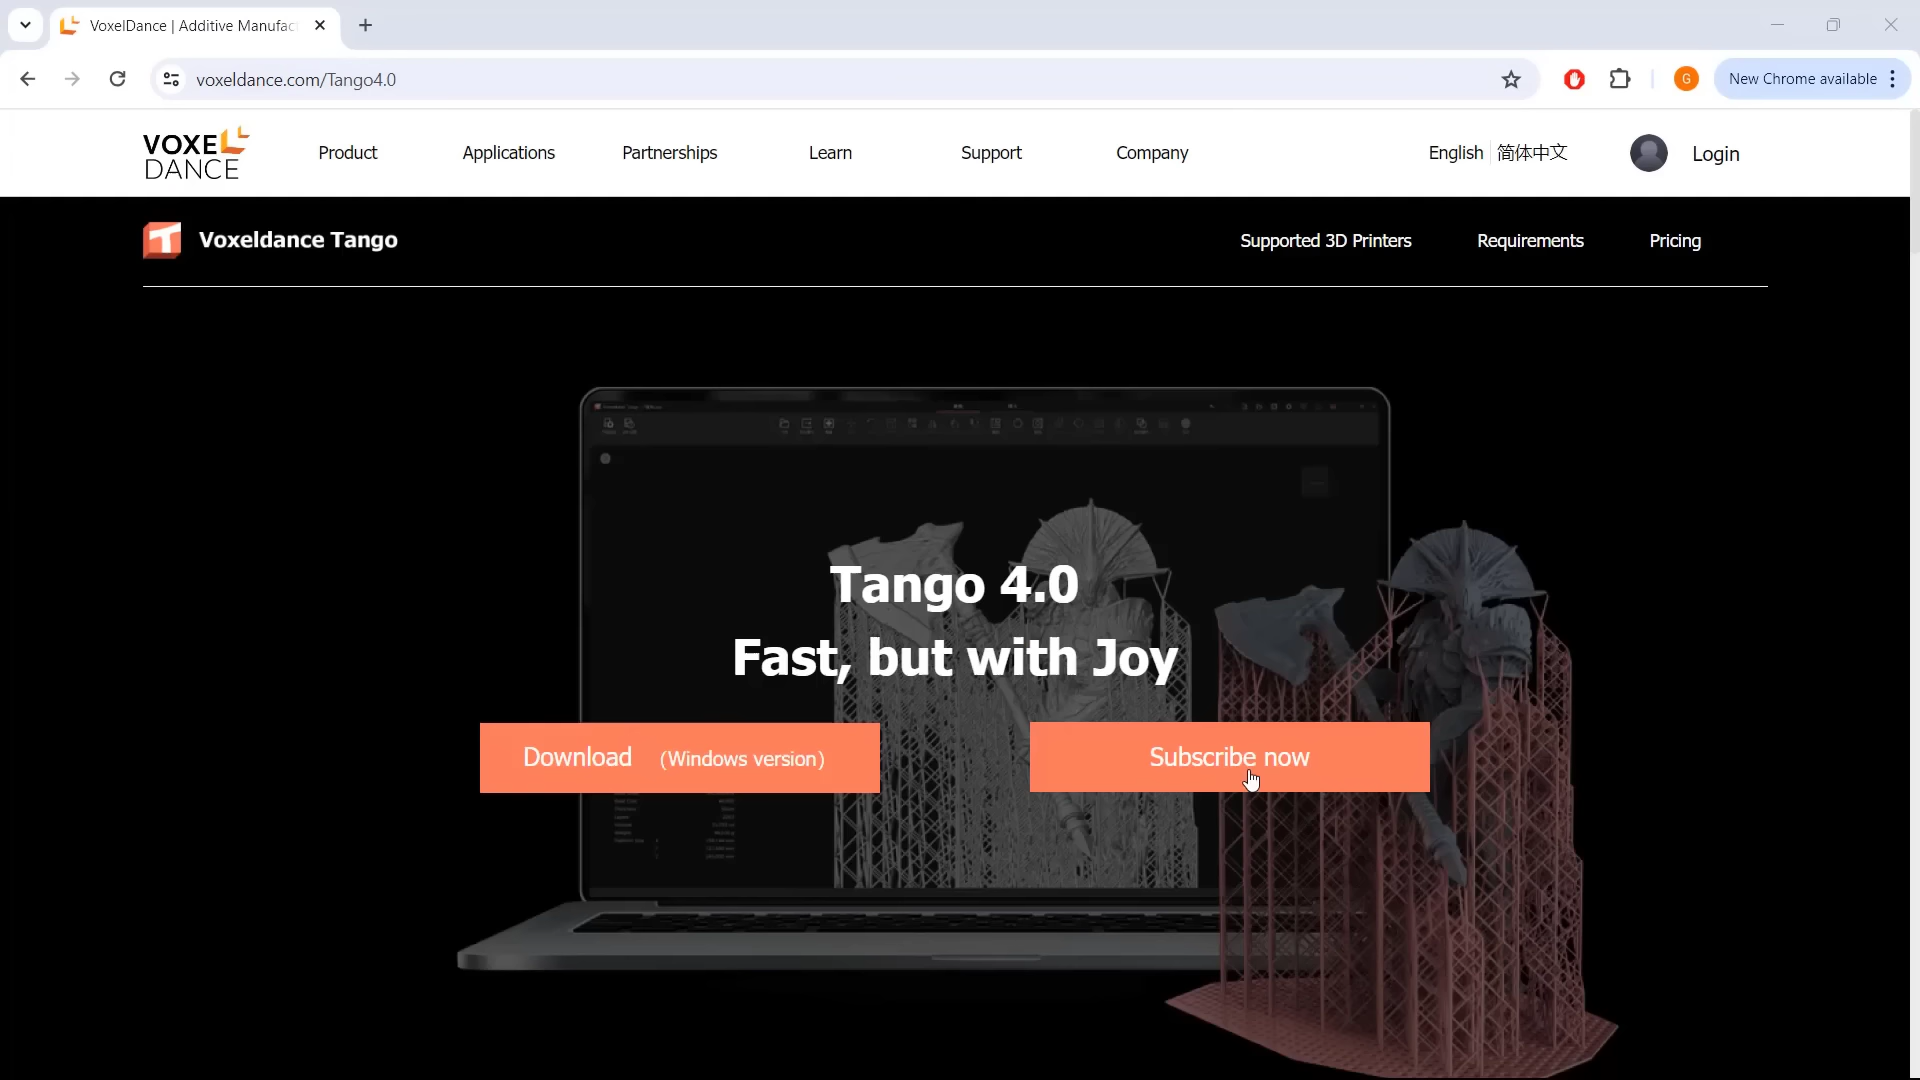 VoxelDance | Additive Manufac
voxeldance.com/Tango4.0
G
New Chrome available
VOXEL
DANCE
Product
Applications
Partnerships
Learn
Support
Company
English
简体中文
Login
Voxeldance Tango
Supported 3D Printers
Requirements
Pricing
Tango 4.0
Fast, but with Joy
Download (Windows version)
Subscribe now